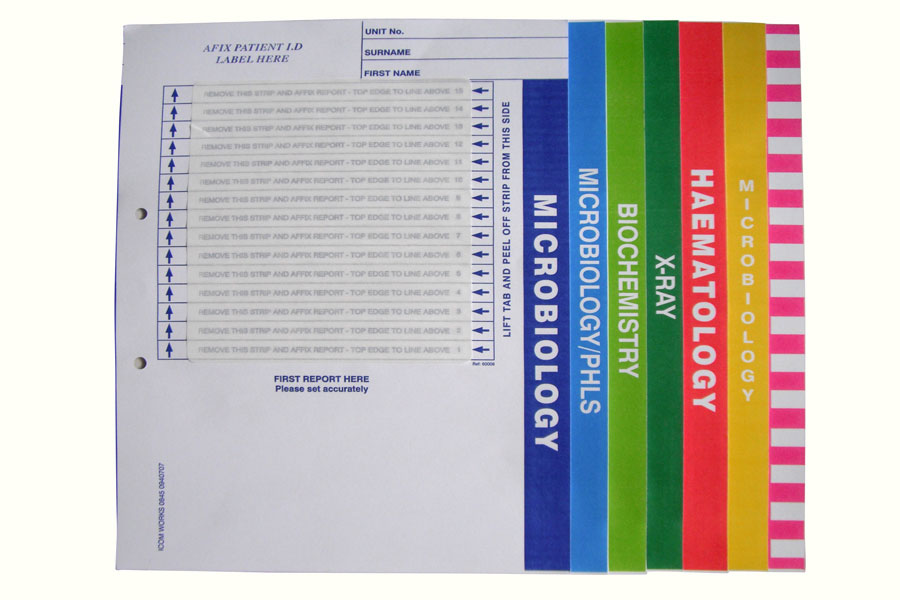 AFIX PATIENT I.D
LABEL HERE
UNIT No.
SURNAME
FIRST NAME
REMOVE THIS STRIP AND AFFIX REPORT - TOP EDGE TO LINE ABOVE 15
REMOVE THIS STRIP AND AFFIX REPORT - TOP EDGE TO LINE ABOVE 14
REMOVE THIS STRIP AND AFFIX REPORT - TOP EDGE TO LINE ABOVE 13
REMOVE THIS STRIP AND AFFIX REPORT - TOP EDGE TO LINE ABOVE 12
REMOVE THIS STRIP AND AFFIX REPORT - TOP EDGE TO LINE ABOVE 11
REMOVE THIS STRIP AND AFFIX REPORT - TOP EDGE TO LINE ABOVE 10
REMOVE THIS STRIP AND AFFIX REPORT - TOP EDGE TO LINE ABOVE 9
REMOVE THIS STRIP AND AFFIX REPORT - TOP EDGE TO LINE ABOVE 8
REMOVE THIS STRIP AND AFFIX REPORT - TOP EDGE TO LINE ABOVE 7
REMOVE THIS STRIP AND AFFIX REPORT - TOP EDGE TO LINE ABOVE 6
REMOVE THIS STRIP AND AFFIX REPORT - TOP EDGE TO LINE ABOVE 5
REMOVE THIS STRIP AND AFFIX REPORT - TOP EDGE TO LINE ABOVE 4
REMOVE THIS STRIP AND AFFIX REPORT - TOP EDGE TO LINE ABOVE 3
REMOVE THIS STRIP AND AFFIX REPORT - TOP EDGE TO LINE ABOVE 2
REMOVE THIS STRIP AND AFFIX REPORT - TOP EDGE TO LINE ABOVE 1
LIFT TAB AND PEEL OFF STRIP FROM THIS SIDE
FIRST REPORT HERE
Please set accurately
ICOM WORKS 0845 0940707
MICROBIOLOGY
MICROBIOLOGY/PHLS
BIOCHEMISTRY
X-RAY
HAEMATOLOGY
MICROBIOLOGY